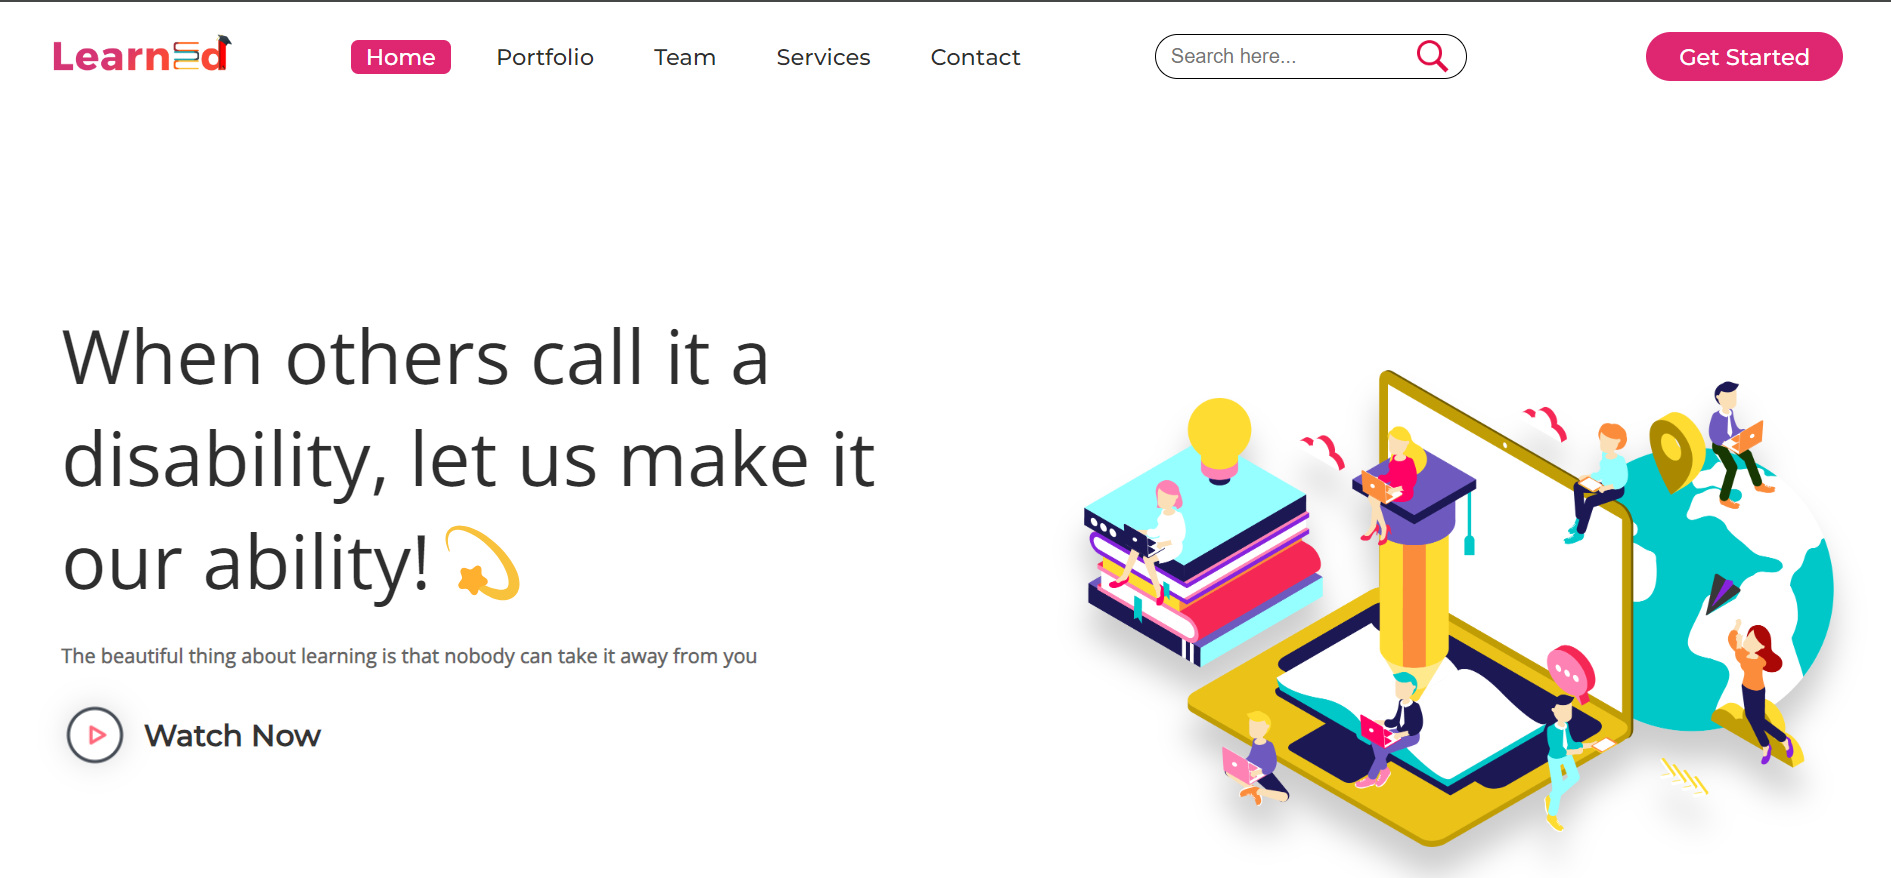 LearnEd
Home
Portfolio
Team
Services
Contact
Search here...
Get Started
When others call it a
disability, let us make it
our ability!
The beautiful thing about learning is that nobody can take it away from you
Watch Now